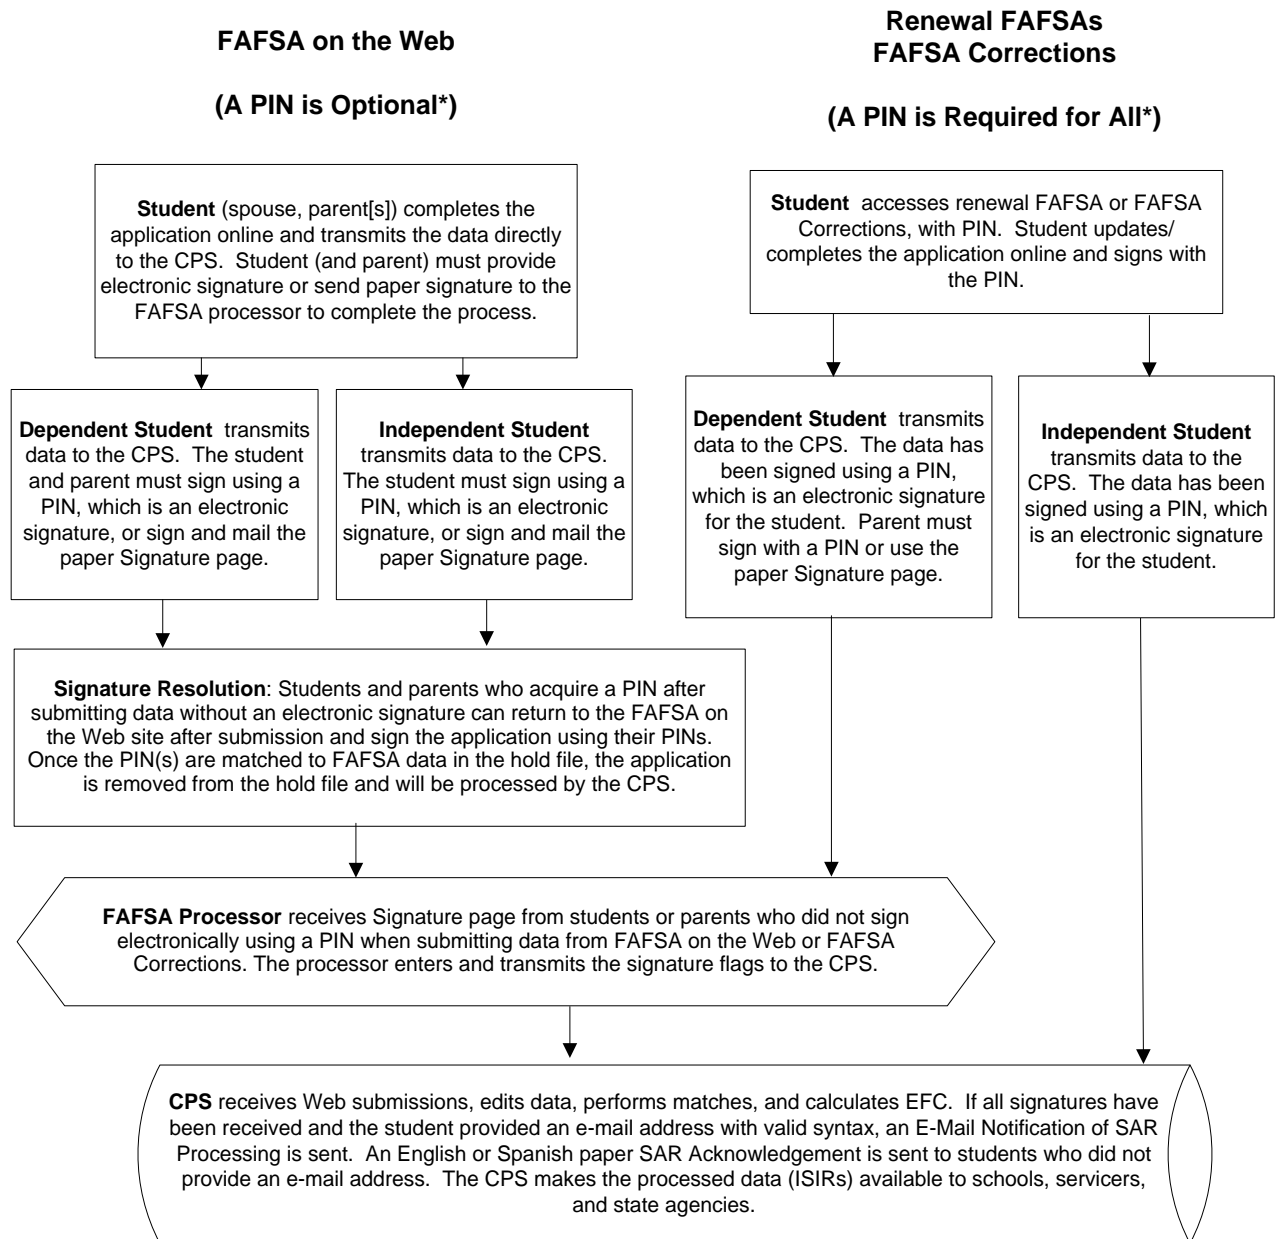 FAFSA on the Web
(A PIN is Optional*)
Renewal FAFSAs
FAFSA Corrections
(A PIN is Required for All*)
Student (spouse, parent[s]) completes the
application online and transmits the data directly
to the CPS. Student (and parent) must provide
electronic signature or send paper signature to the
FAFSA processor to complete the process.
Student accesses renewal FAFSA or FAFSA
Corrections, with PIN. Student updates/
completes the application online and signs with
the PIN.
Dependent Student transmits
data to the CPS. The student
and parent must sign using a
PIN, which is an electronic
signature, or sign and mail the
paper Signature page.
Independent Student
transmits data to the CPS.
The student must sign using a
PIN, which is an electronic
signature, or sign and mail the
paper Signature page.
Dependent Student transmits
data to the CPS. The data has
been signed using a PIN,
which is an electronic signature
for the student. Parent must
sign with a PIN or use the
paper Signature page.
Independent Student
transmits data to the
CPS. The data has been
signed using a PIN, which
is an electronic signature
for the student.
Signature Resolution: Students and parents who acquire a PIN after
submitting data without an electronic signature can return to the FAFSA on
the Web site after submission and sign the application using their PINs.
Once the PIN(s) are matched to FAFSA data in the hold file, the application
is removed from the hold file and will be processed by the CPS.
FAFSA Processor receives Signature page from students or parents who did not sign
electronically using a PIN when submitting data from FAFSA on the Web or FAFSA
Corrections. The processor enters and transmits the signature flags to the CPS.
CPS receives Web submissions, edits data, performs matches, and calculates EFC. If all signatures have
been received and the student provided an e-mail address with valid syntax, an E-Mail Notification of SAR
Processing is sent. An English or Spanish paper SAR Acknowledgement is sent to students who did not
provide an e-mail address. The CPS makes the processed data (ISIRs) available to schools, servicers,
and state agencies.